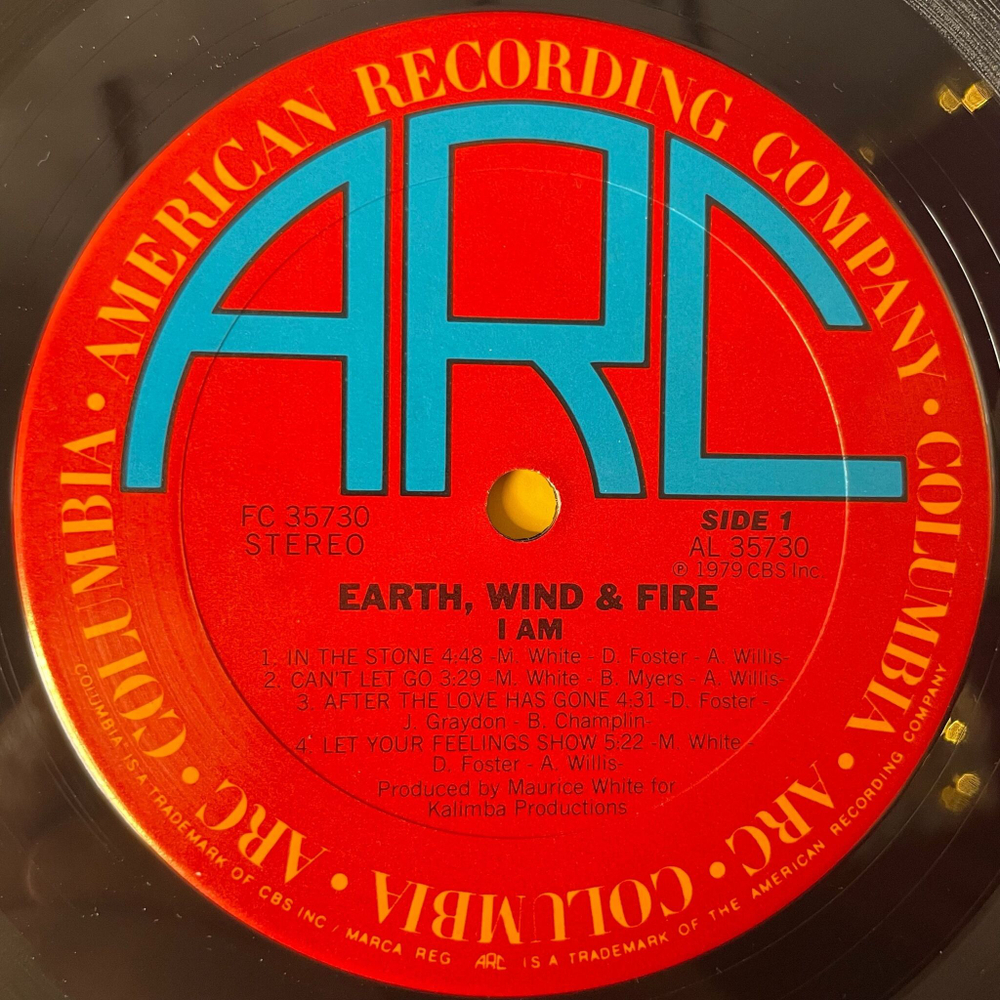 AMERICAN RECORDING COMPANY • COLUMBIA • ARC • COLUMBIA • ARC • COLUMBIA •
ARC
FC 35730
STEREO
SIDE 1
AL 35730
℗ 1979 CBS Inc.
EARTH, WIND & FIRE
I AM
1. IN THE STONE 4:48 -M. White - D. Foster - A. Willis-
2. CAN'T LET GO 3:29 -M. White - B. Myers - A. Willis-
3. AFTER THE LOVE HAS GONE 4:31 -D. Foster -
J. Graydon - B. Champlin-
4. LET YOUR FEELINGS SHOW 5:22 -M. White -
D. Foster - A. Willis-
Produced by Maurice White for
Kalimba Productions
COLUMBIA IS A TRADEMARK OF CBS INC / MARCA REG ARC IS A TRADEMARK OF THE AMERICAN RECORDING COMPANY